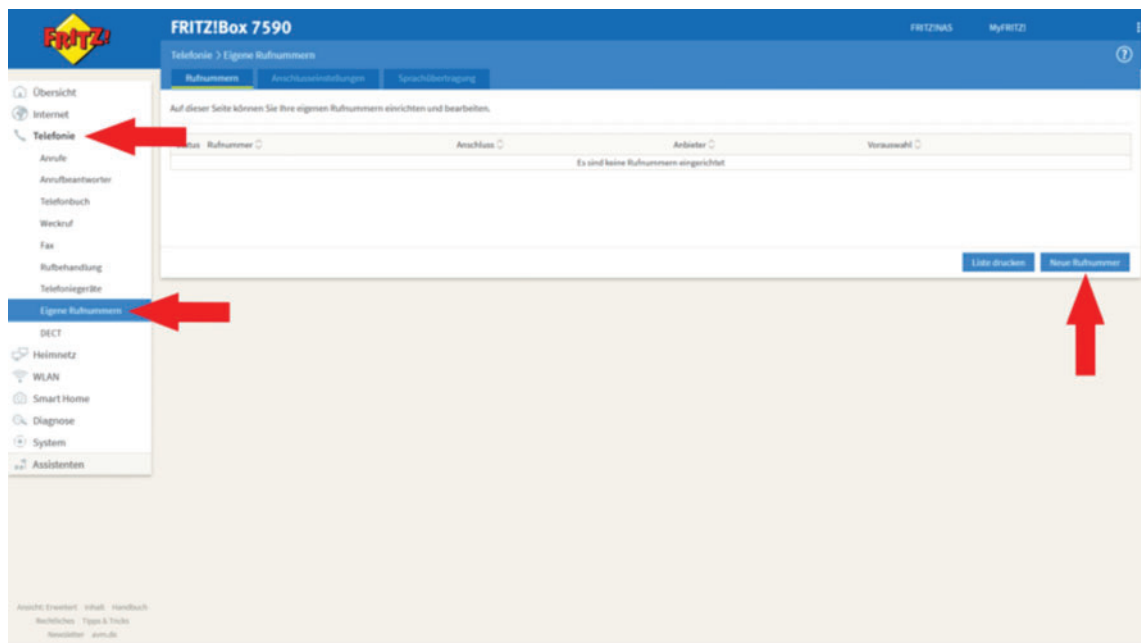 FRITZ!
FRITZ!Box 7590
FRITZ!NAS
MyFRITZ!
Telefonie > Eigene Rufnummern
Rufnummern
Anschlusseinstellungen
Sprachübertragung
Auf dieser Seite können Sie Ihre eigenen Rufnummern einrichten und bearbeiten.
Rufnummer
Anschluss
Anbieter
Vorauswahl
Es sind keine Rufnummern eingerichtet
Liste drucken
Neue Rufnummer
Übersicht
Internet
Telefonie
Anrufe
Anrufbeantworter
Telefonbuch
Weckruf
Fax
Rufbehandlung
Telefoniegeräte
Eigene Rufnummern
DECT
Heimnetz
WLAN
Smart Home
Diagnose
System
Assistenten
Ansicht: Erweitert Inhalt Handbuch
Rechtliches Tipps & Tricks
Newsletter avm.de